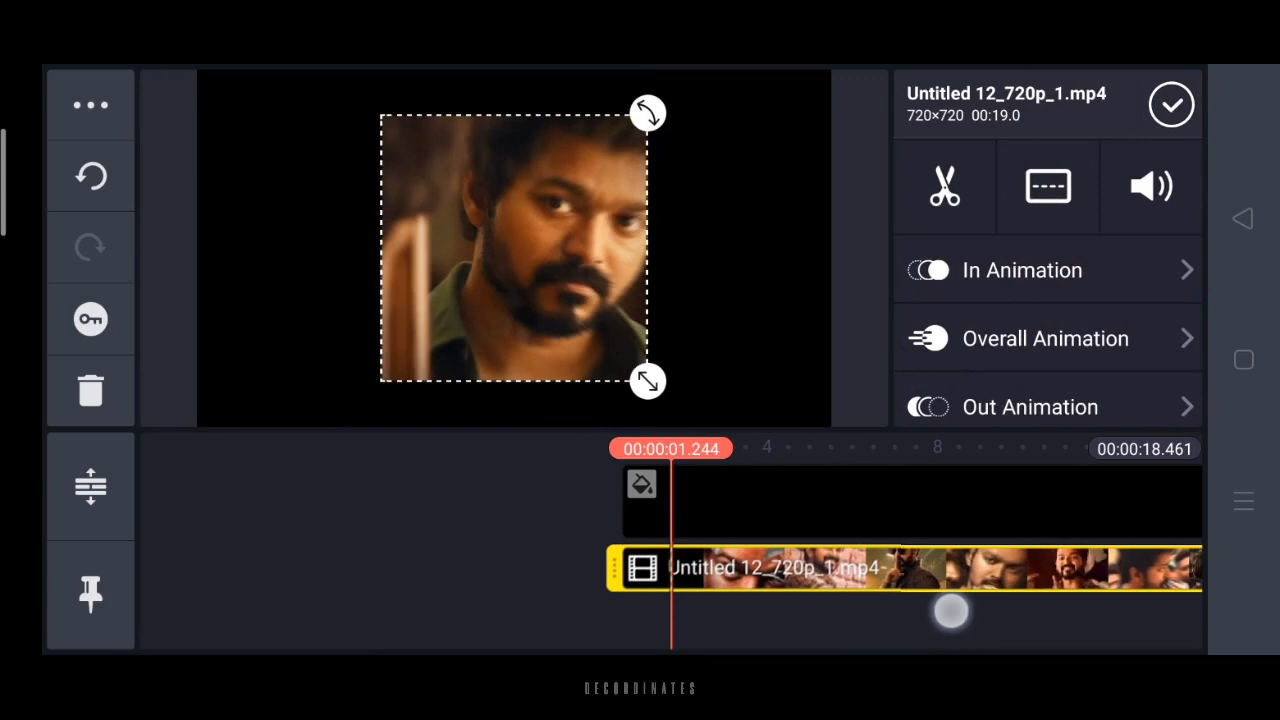 Untitled 12_720p_1.mp4
720×720 00:19.0
In Animation
Overall Animation
Out Animation
00:00:01.244
4
8
00:00:18.461
Untitled 12_720p_1.mp4-
DECORDINATES